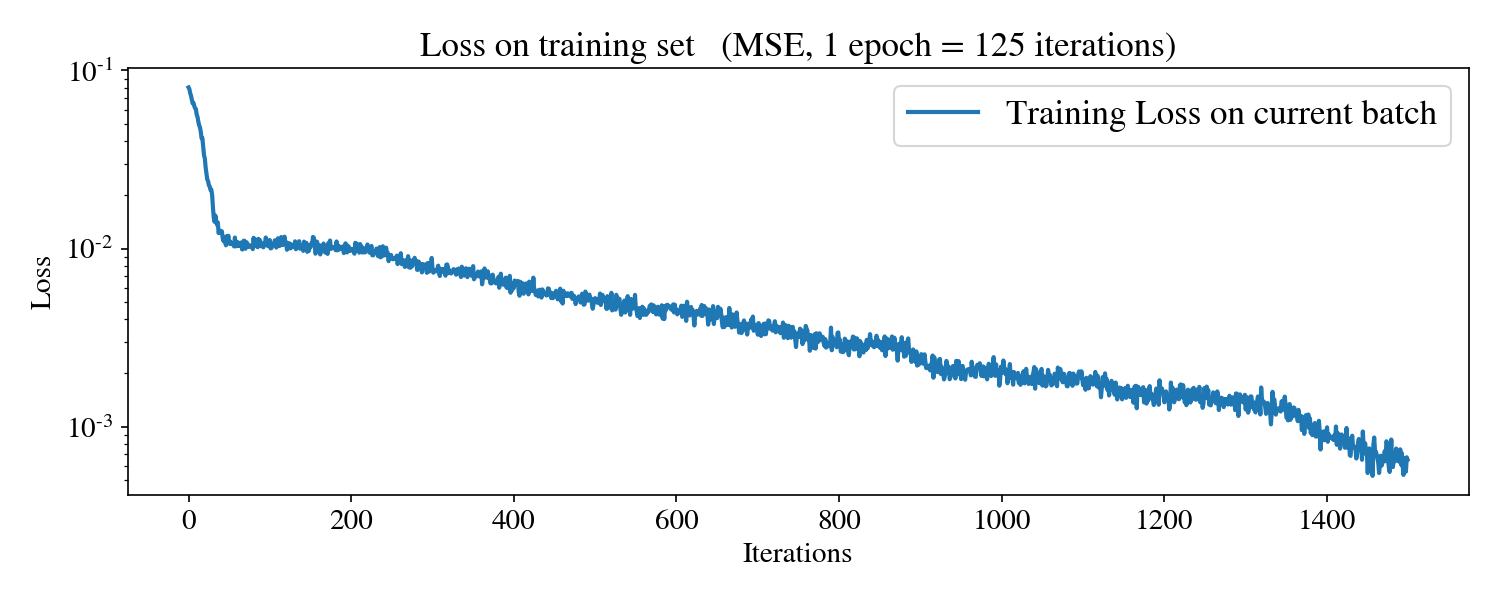 Loss on training set   (MSE, 1 epoch = 125 iterations)
Training Loss on current batch
Loss
10^-1
10^-2
10^-3
0 200 400 600 800 1000 1200 1400
Iterations